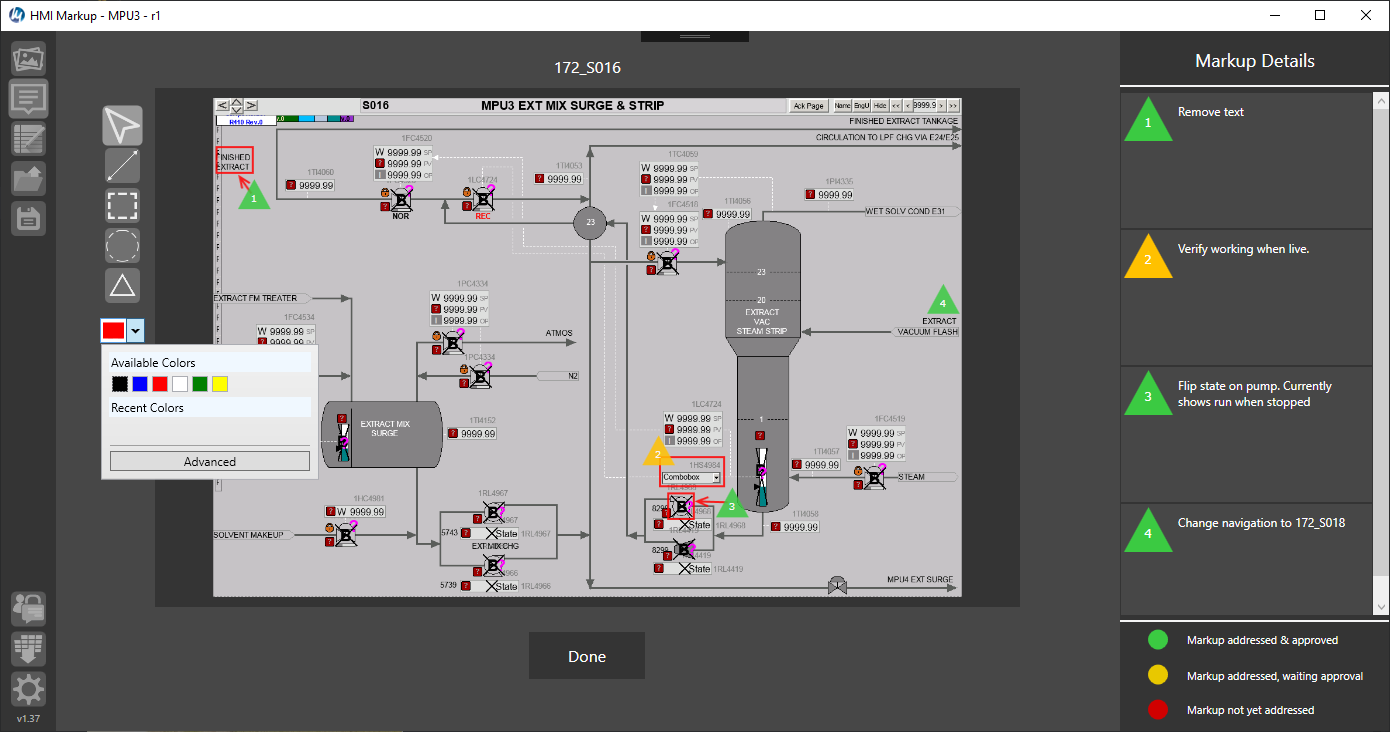 HMI Markup - MPU3 - r1
172_S016
Markup Details
< > S016 MPU3 EXT MIX SURGE & STRIP Ack Page Name EngU Hide << < 9999.9 > >>
R410 Rev.0
FINISHED EXTRACT TANKAGE
CIRCULATION TO LPF CHG VIA E24/E25
FINISHED
EXTRACT
1
1TI4060
? 9999.99
1FC4520
W 9999.99 SP
? 9999.99 PV
I 9999.99 OP
NOR
1LC4724
REC
1TI4053
? 9999.99
23
1TC4059
W 9999.99 SP
? 9999.99 PV
I 9999.99 OP
1FC4518
W 9999.99 SP
? 9999.99 PV
I 9999.99 OP
1TI4056
? 9999.99
1PI4335
? 9999.99
WET SOLV COND E31
23
20
EXTRACT
VAC
STEAM STRIP
4
EXTRACT
VACUUM FLASH
EXTRACT FM TREATER
1FC4534
W 9999.99 SP
? 9999.99 PV
1PC4334
W 9999.99 SP
? 9999.99 PV
I 9999.99 OP
ATMOS
1PC4334
N2
EXTRACT MIX
SURGE
1TI4152
? 9999.99
1LC4724
W 9999.99 SP
? 9999.99 PV
I 9999.99 OP
2
1HS4984
Combobox
1
1FC4519
W 9999.99 SP
? 9999.99 PV
I 9999.99 OP
1TI4057
? 9999.99
STEAM
3
1TI4058
? 9999.99
State 1RL4968
8299
State 1RL4419
1HC4981
? 9999.99
SOLVENT MAKEUP
1RL4967
5743 ? State 1RL4967
EXT MIX CHG
5739 ? State 1RL4966
MPU4 EXT SURGE
Available Colors
Recent Colors
Advanced
Done
1 Remove text
2 Verify working when live.
3 Flip state on pump. Currently
shows run when stopped
4 Change navigation to 172_S018
Markup addressed & approved
Markup addressed, waiting approval
Markup not yet addressed
v1.37